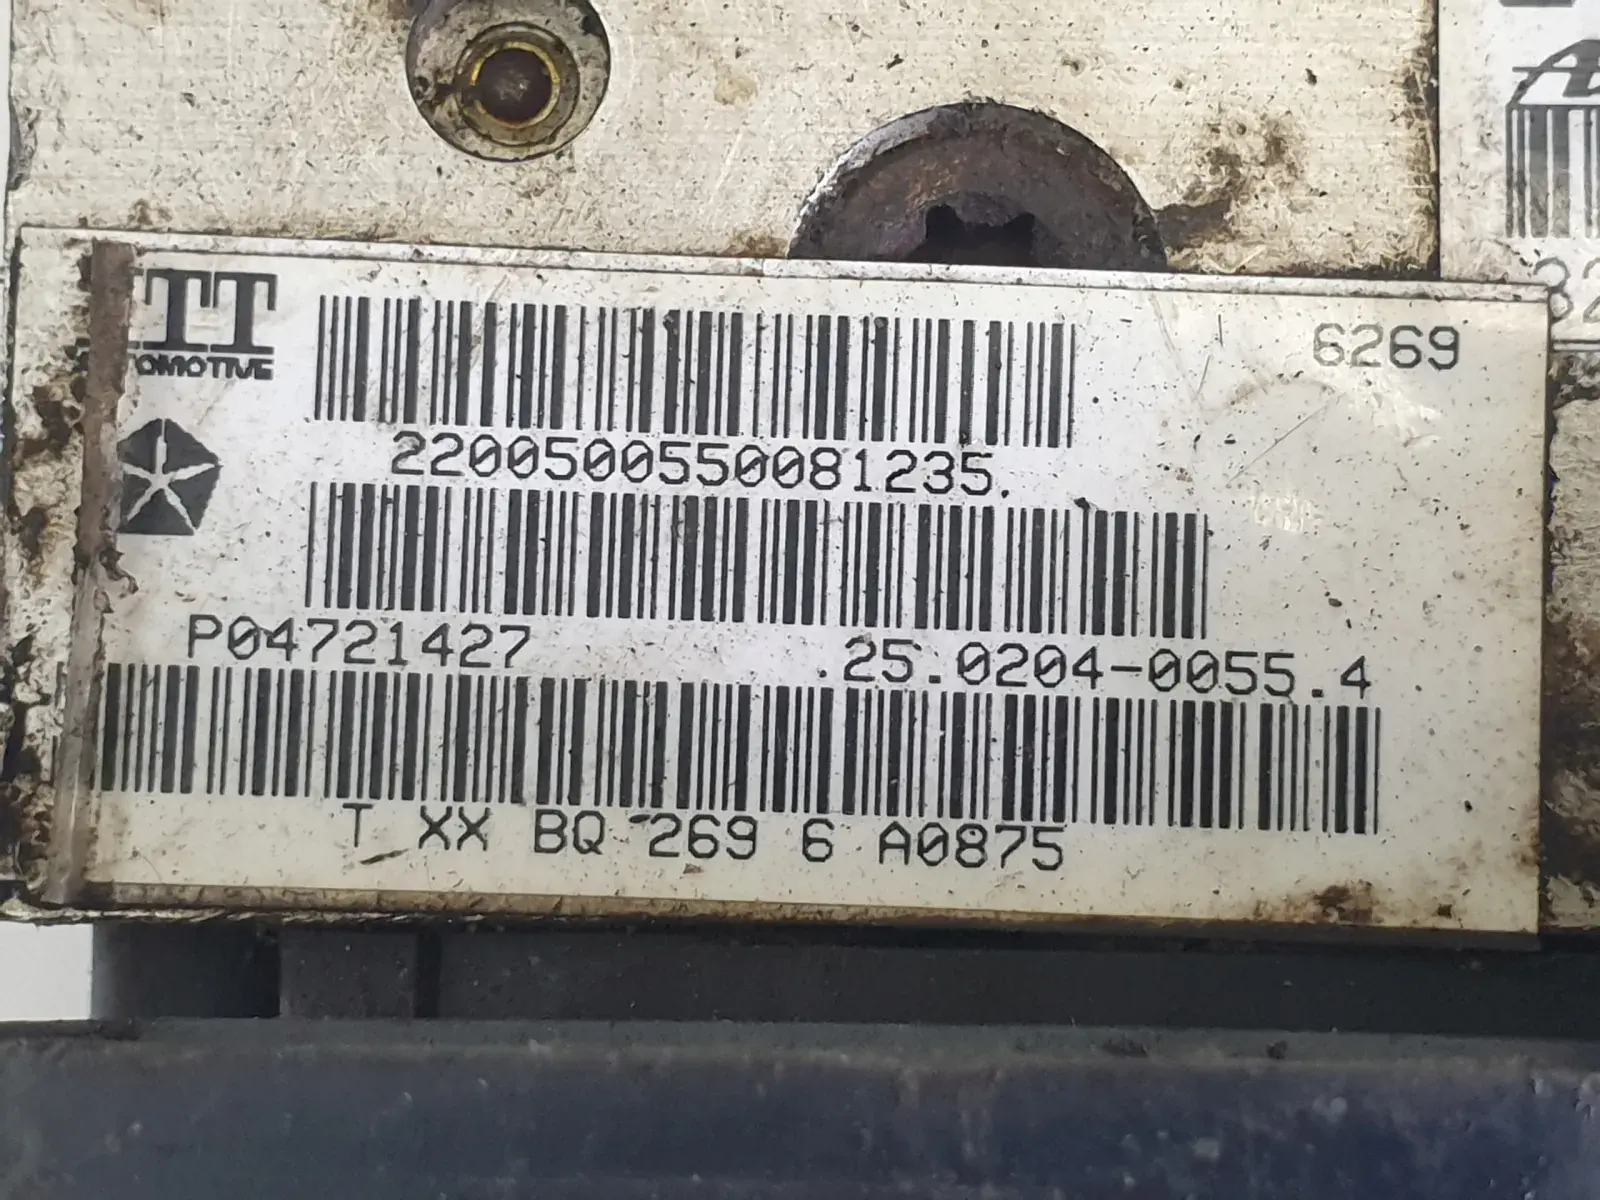 ITT
AUTOMOTIVE
6269
2200500550081235.
P04721427 .25.0204-0055.4
T XX BQ 269 6 A0875